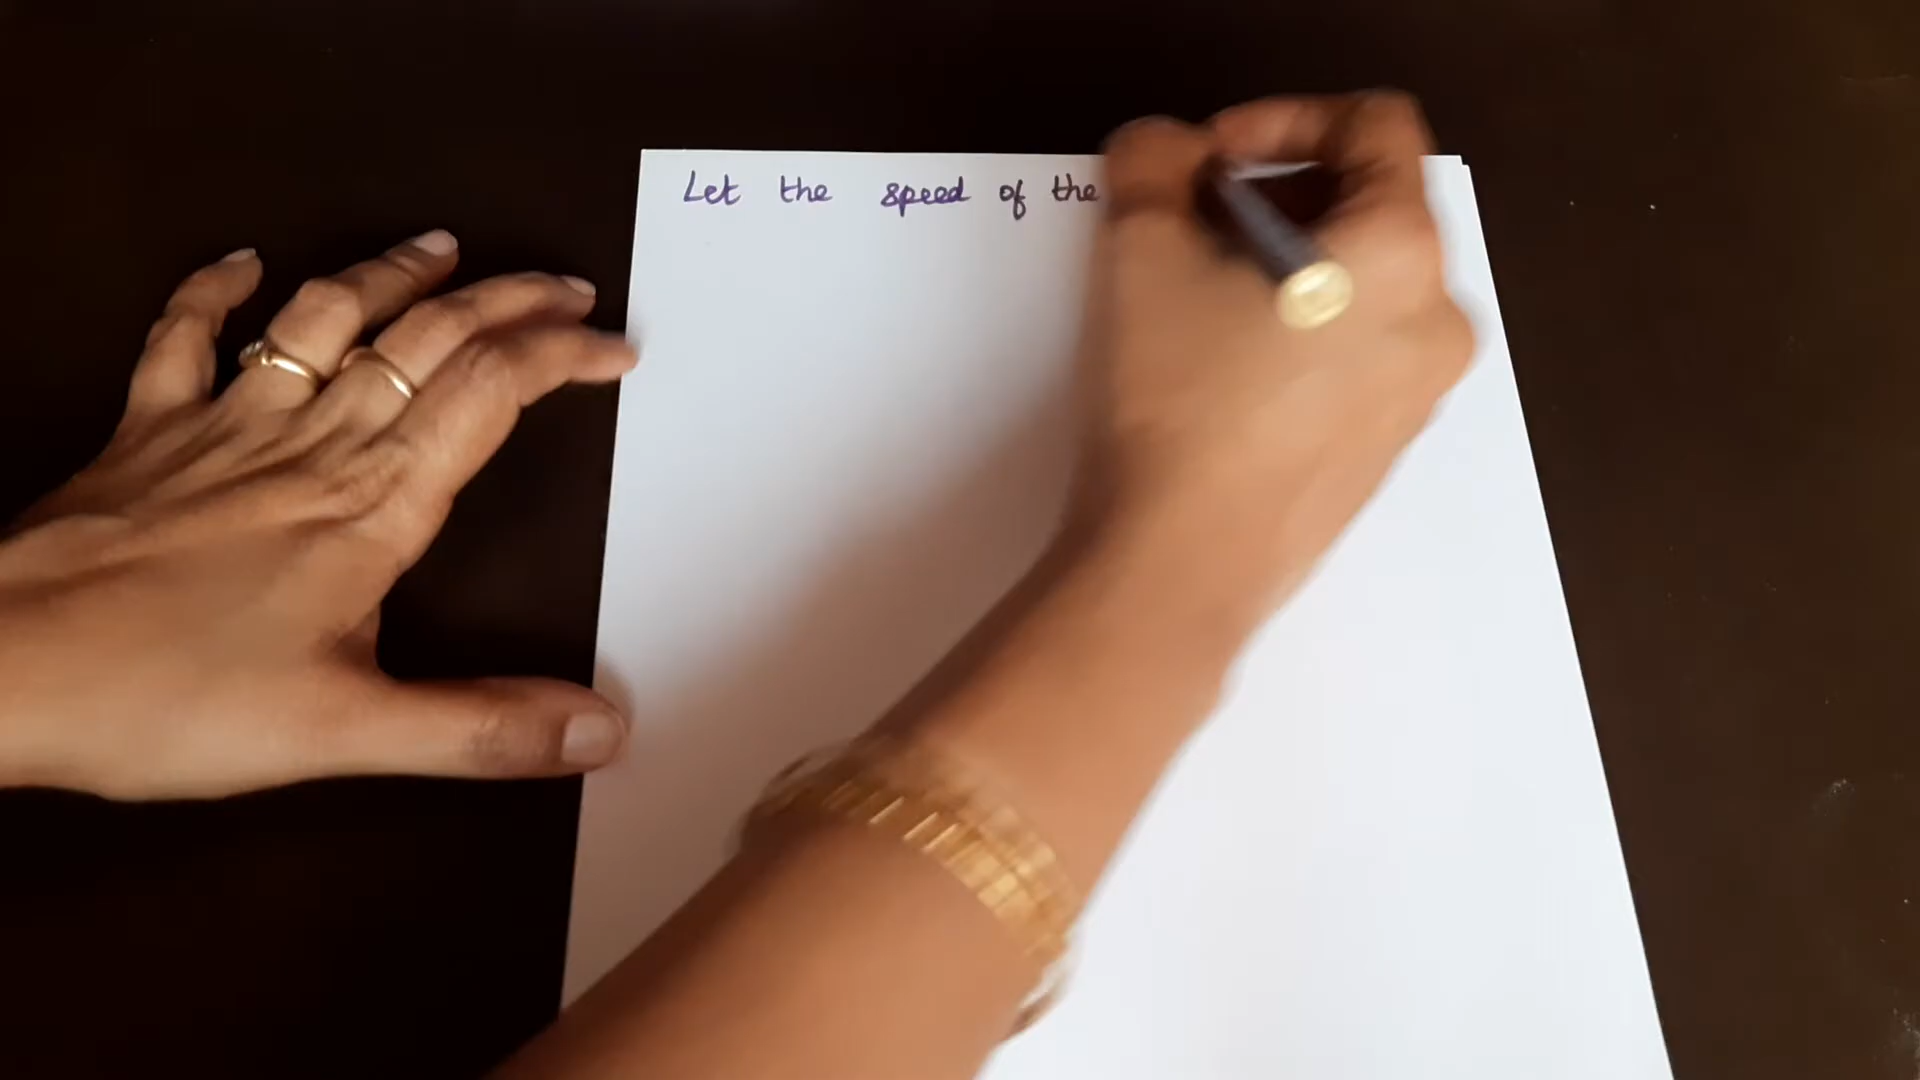 Let the speed of the